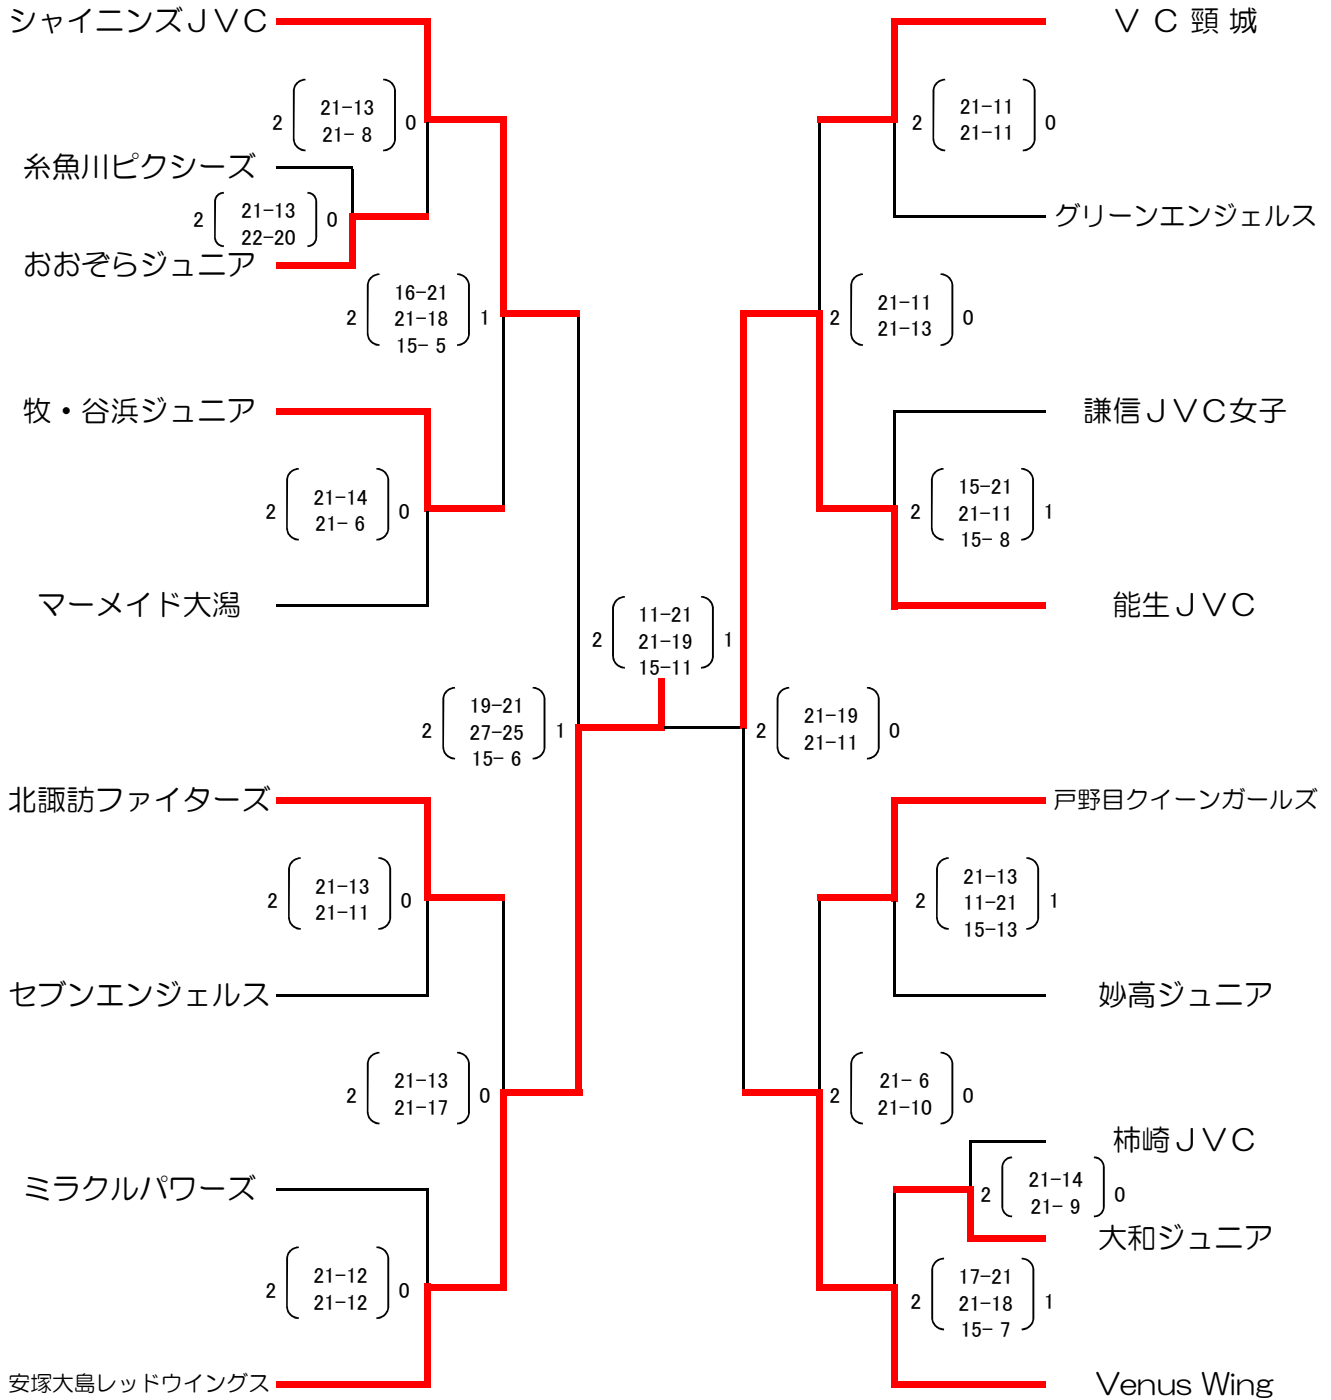 シャイニンズＪＶＣ
2 21-13 0
21- 8
糸魚川ピクシーズ
2 21-13 0
22-20
おおぞらジュニア
2 16-21 1
21-18
15- 5
牧・谷浜ジュニア
2 21-14 0
21- 6
マーメイド大潟
2 19-21 1
27-25
15- 6
北諏訪ファイターズ
2 21-13 0
21-11
セブンエンジェルス
2 21-13 0
21-17
ミラクルパワーズ
2 21-12 0
21-12
安塚大島レッドウイングス
2 11-21 1
21-19
15-11
ＶＣ頸城
2 21-11 0
21-11
グリーンエンジェルス
2 21-11 0
21-13
謙信ＪＶＣ女子
2 15-21 1
21-11
15- 8
能生ＪＶＣ
2 21-19 0
21-11
戸野目クイーンガールズ
2 21-13 1
11-21
15-13
妙高ジュニア
2 21- 6 0
21-10
柿崎ＪＶＣ
2 21-14 0
21- 9
大和ジュニア
2 17-21 1
21-18
15- 7
Venus Wing